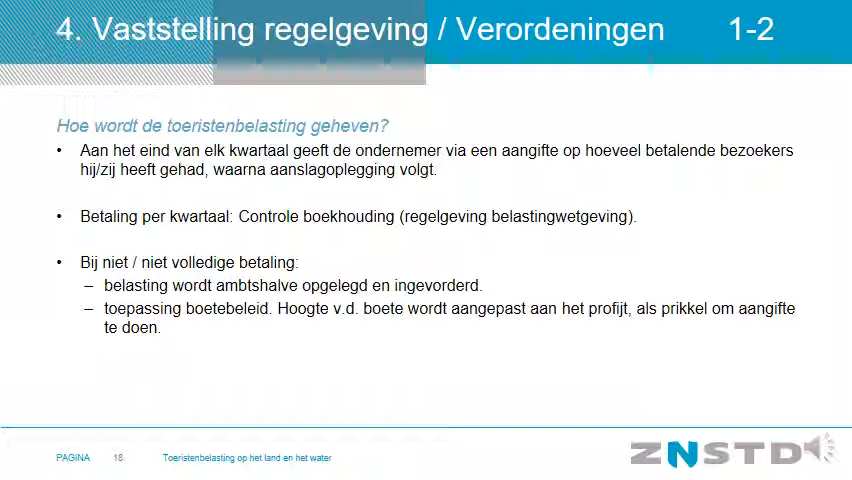 4. Vaststelling regelgeving / Verordeningen 1-2
Hoe wordt de toeristenbelasting geheven?
• Aan het eind van elk kwartaal geeft de ondernemer via een aangifte op hoeveel betalende bezoekers
hij/zij heeft gehad, waarna aanslagoplegging volgt.
• Betaling per kwartaal: Controle boekhouding (regelgeving belastingwetgeving).
• Bij niet / niet volledige betaling:
– belasting wordt ambtshalve opgelegd en ingevorderd.
– toepassing boetebeleid. Hoogte v.d. boete wordt aangepast aan het profijt, als prikkel om aangifte
te doen.
PAGINA 18 Toeristenbelasting op het land en het water
ZNSTD